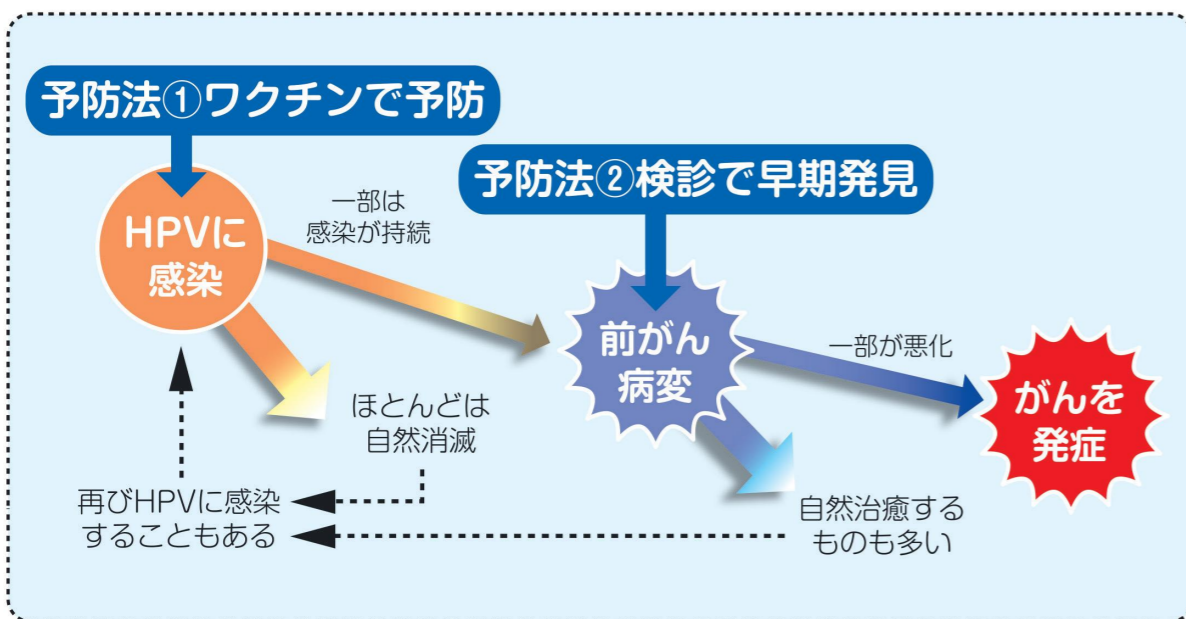 予防法①ワクチンで予防
予防法②検診で早期発見
HPVに
感染
一部は
感染が持続
前がん
病変
一部が悪化
がんを
発症
ほとんどは
自然消滅
再びHPVに感染
することもある
自然治癒する
ものも多い